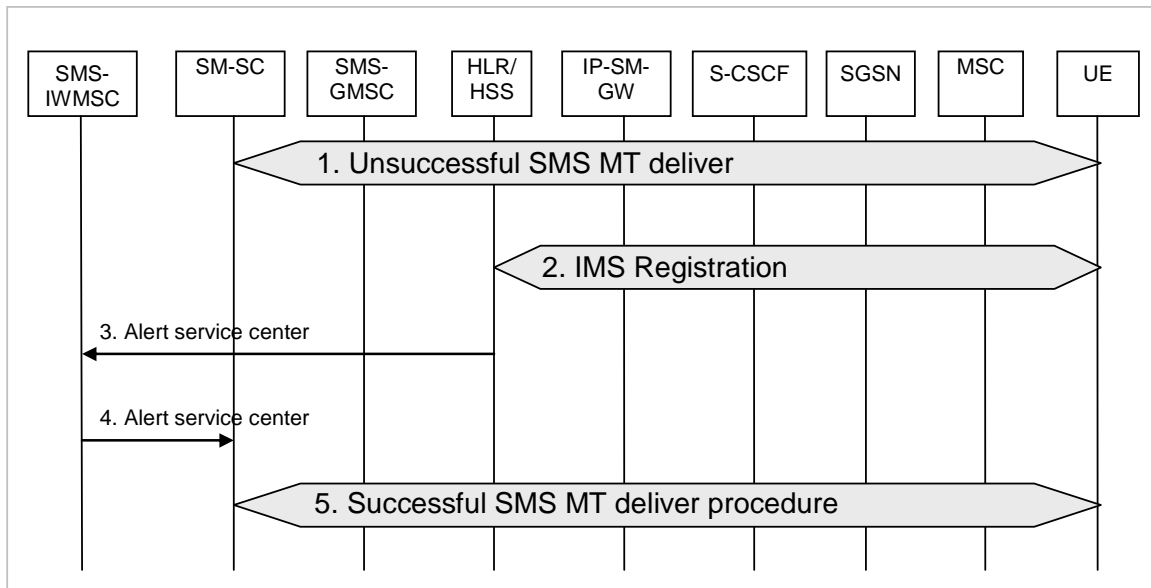 SMS-
IWMSC
SM-SC
SMS-
GMSC
HLR/
HSS
IP-SM-
GW
S-CSCF
SGSN
MSC
UE
1. Unsuccessful SMS MT deliver
2. IMS Registration
3. Alert service center
4. Alert service center
5. Successful SMS MT deliver procedure